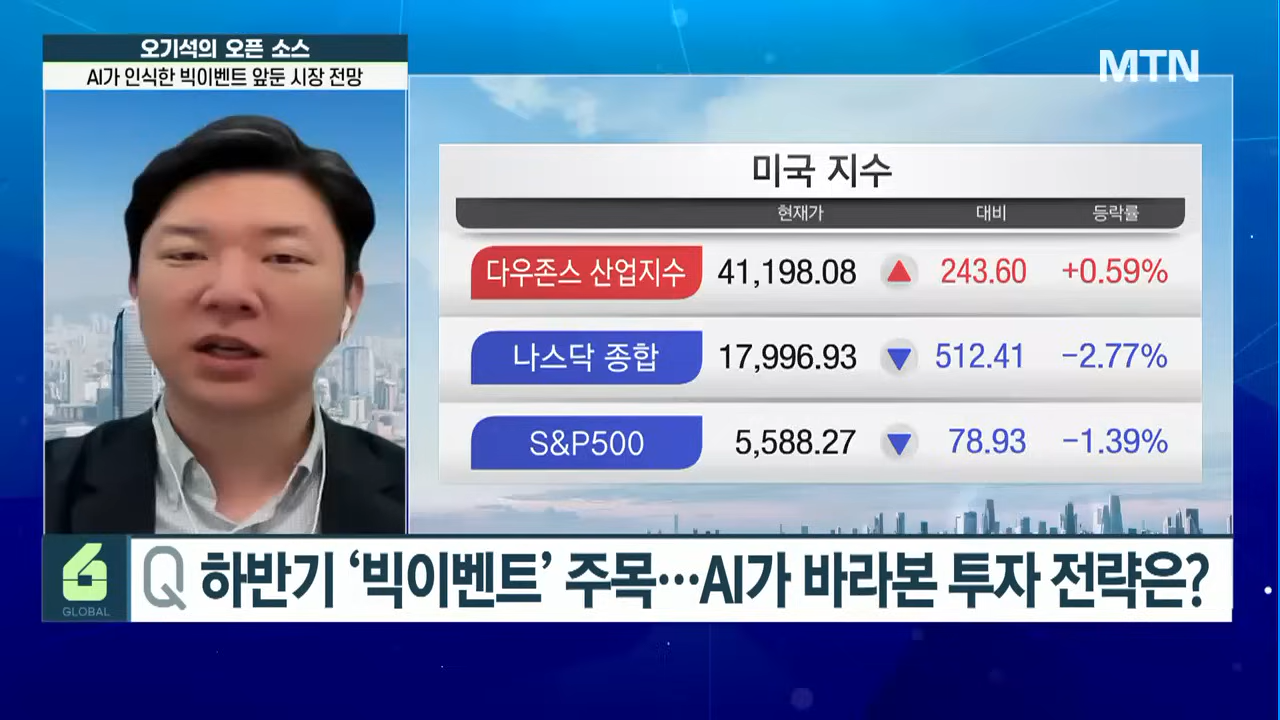 오기석의 오픈 소스
AI가 인식한 빅이벤트 앞둔 시장 전망
MTN
미국 지수
현재가 대비 등락률
다우존스 산업지수 41,198.08 ▲ 243.60 +0.59%
나스닥 종합 17,996.93 ▼ 512.41 -2.77%
S&P500 5,588.27 ▼ 78.93 -1.39%
G GLOBAL
Q 하반기 ‘빅이벤트’ 주목…AI가 바라본 투자 전략은?